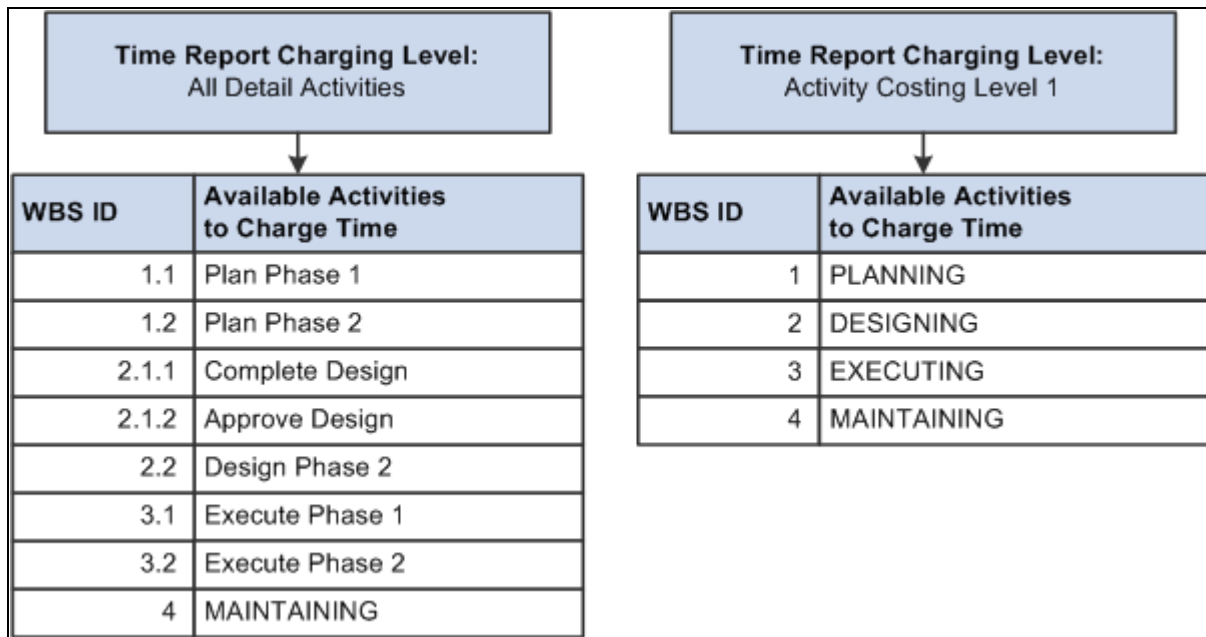 Time Report Charging Level:
All Detail Activities
WBS ID
Available Activities
to Charge Time
1.1 Plan Phase 1
1.2 Plan Phase 2
2.1.1 Complete Design
2.1.2 Approve Design
2.2 Design Phase 2
3.1 Execute Phase 1
3.2 Execute Phase 2
4 MAINTAINING
Time Report Charging Level:
Activity Costing Level 1
WBS ID
Available Activities
to Charge Time
1 PLANNING
2 DESIGNING
3 EXECUTING
4 MAINTAINING